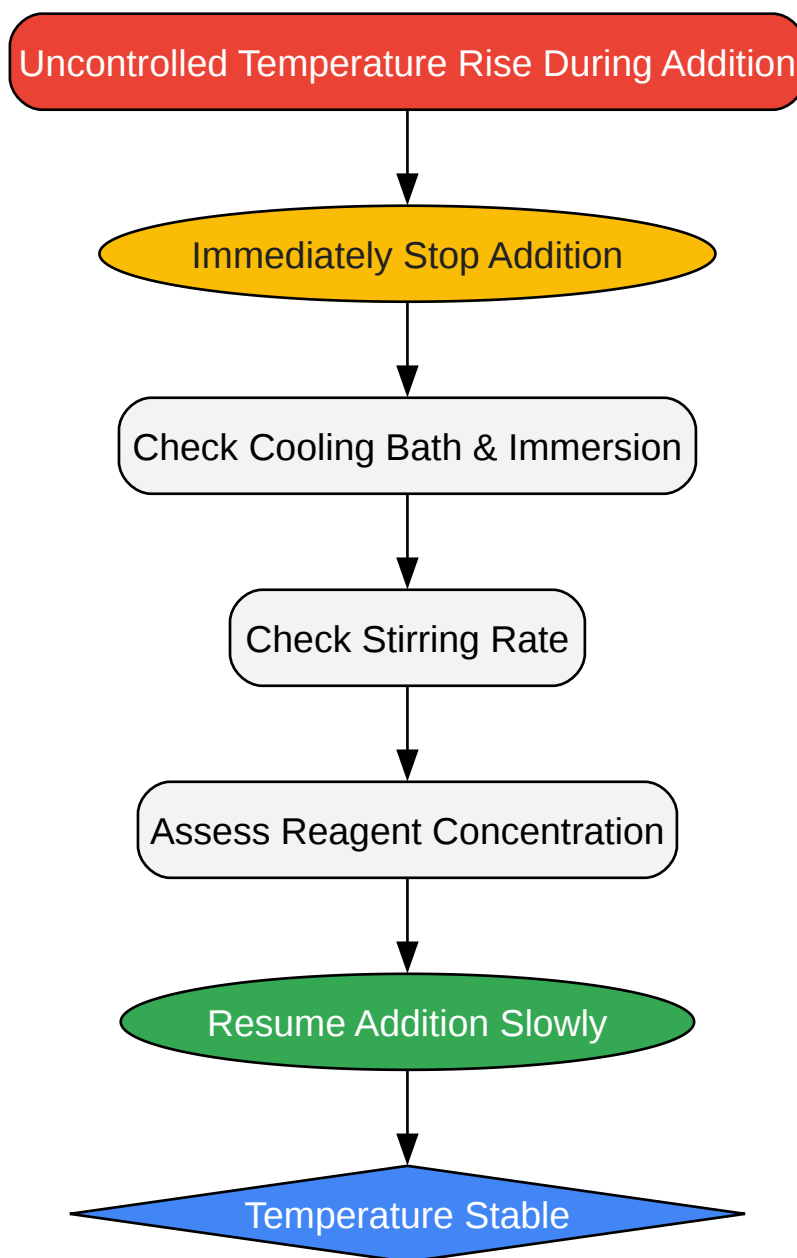 Uncontrolled Temperature Rise During Addition
Immediately Stop Addition
Check Cooling Bath & Immersion
Check Stirring Rate
Assess Reagent Concentration
Resume Addition Slowly
Temperature Stable